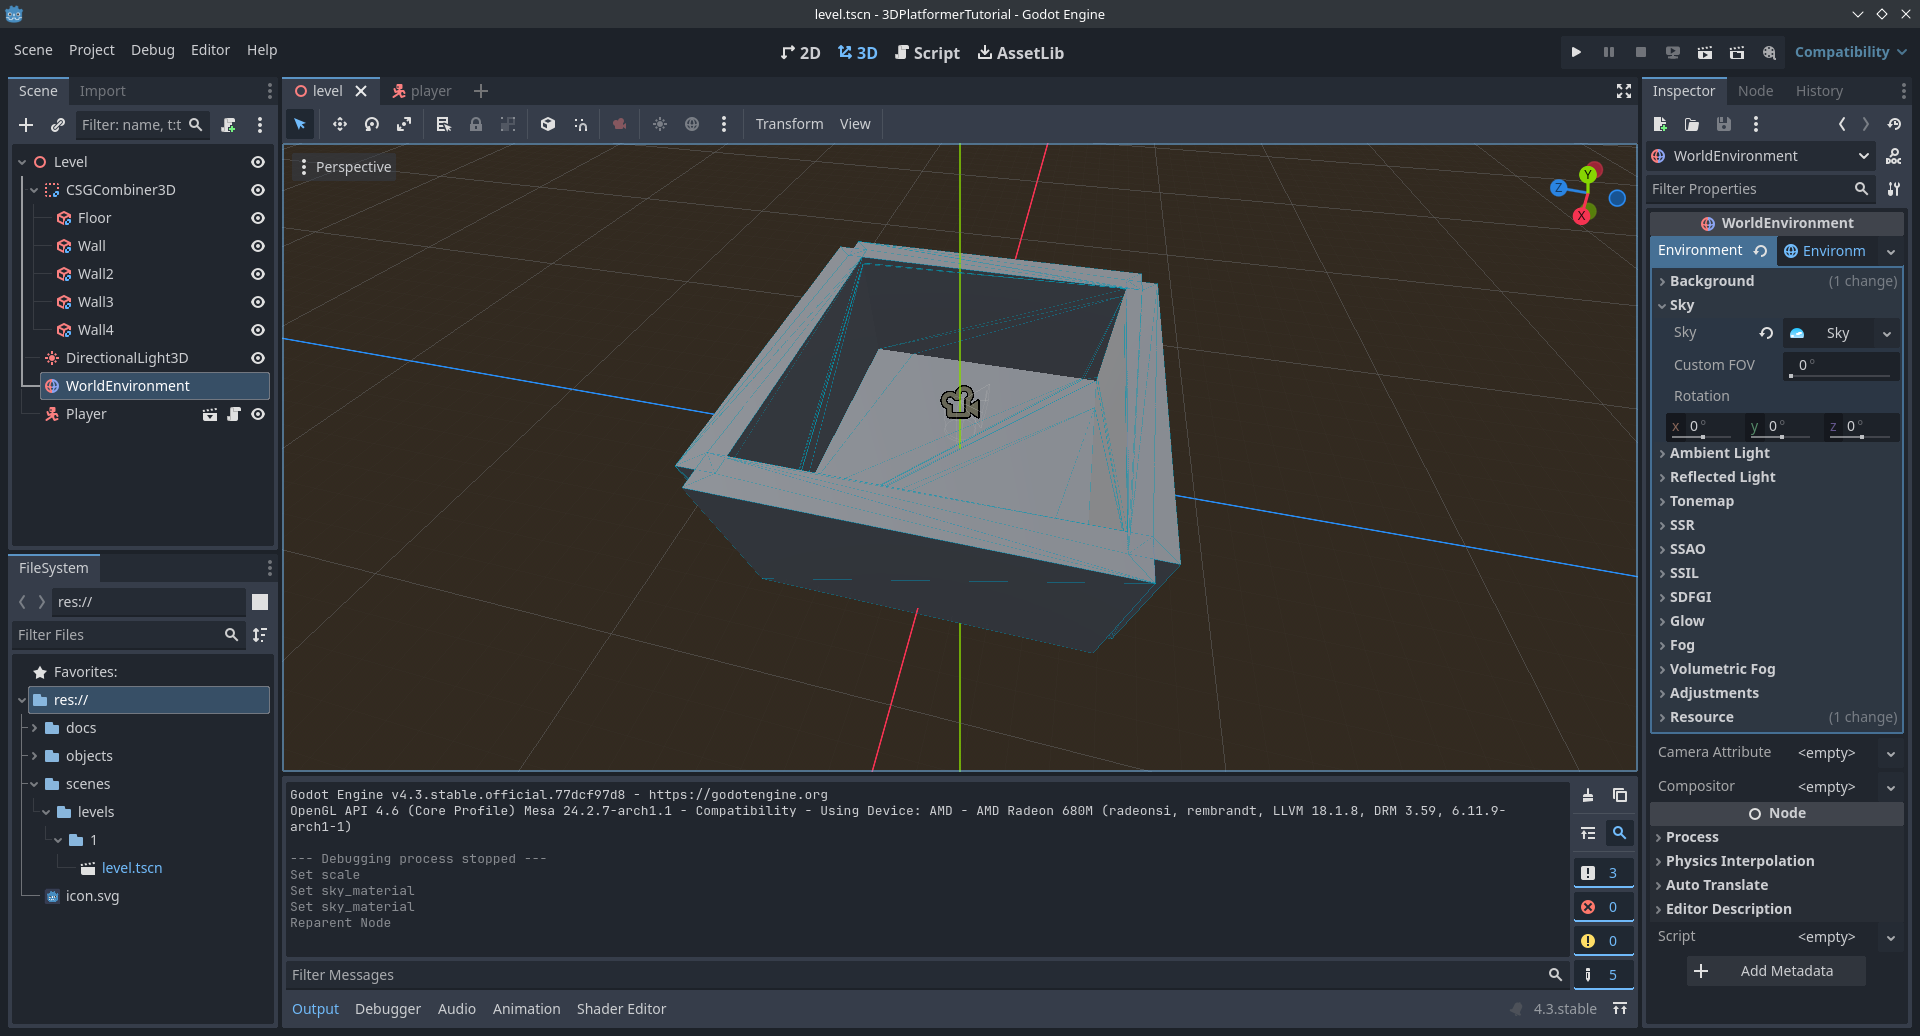 level.tscn - 3DPlatformerTutorial - Godot Engine
Scene Project Debug Editor Help
2D 3D Script AssetLib
Compatibility
Scene Import
Filter: name, t:t
Level
CSGCombiner3D
Floor
Wall
Wall2
Wall3
Wall4
DirectionalLight3D
WorldEnvironment
Player
FileSystem
res://
Filter Files
Favorites:
res://
docs
objects
scenes
levels
1
level.tscn
icon.svg
level player
Transform View
Perspective
Y
Z
X
Godot Engine v4.3.stable.official.77dcf97d8 - https://godotengine.org
OpenGL API 4.6 (Core Profile) Mesa 24.2.7-arch1.1 - Compatibility - Using Device: AMD - AMD Radeon 680M (radeonsi, rembrandt, LLVM 18.1.8, DRM 3.59, 6.11.9-
arch1-1)
--- Debugging process stopped ---
Set scale
Set sky_material
Set sky_material
Reparent Node
3
0
0
5
Filter Messages
Output Debugger Audio Animation Shader Editor
4.3.stable
Inspector Node History
WorldEnvironment
DOC
Filter Properties
WorldEnvironment
Environment Environm
Background (1 change)
Sky
Sky Sky
Custom FOV 0 °
Rotation
x 0 ° y 0 ° z 0 °
Ambient Light
Reflected Light
Tonemap
SSR
SSAO
SSIL
SDFGI
Glow
Fog
Volumetric Fog
Adjustments
Resource (1 change)
Camera Attribute <empty>
Compositor <empty>
Node
Process
Physics Interpolation
Auto Translate
Editor Description
Script <empty>
Add Metadata